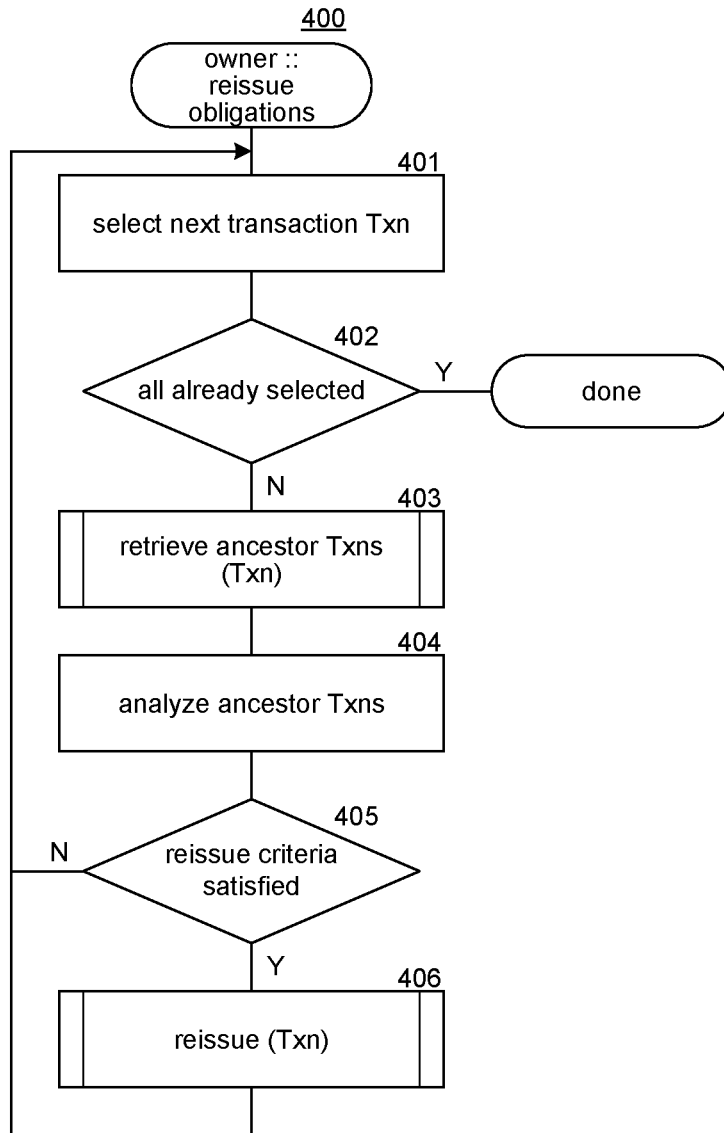 400
owner ::
reissue
obligations
401
select next transaction Txn
402
all already selected
Y
done
N
403
retrieve ancestor Txns
(Txn)
404
analyze ancestor Txns
405
N
reissue criteria
satisfied
Y
406
reissue (Txn)